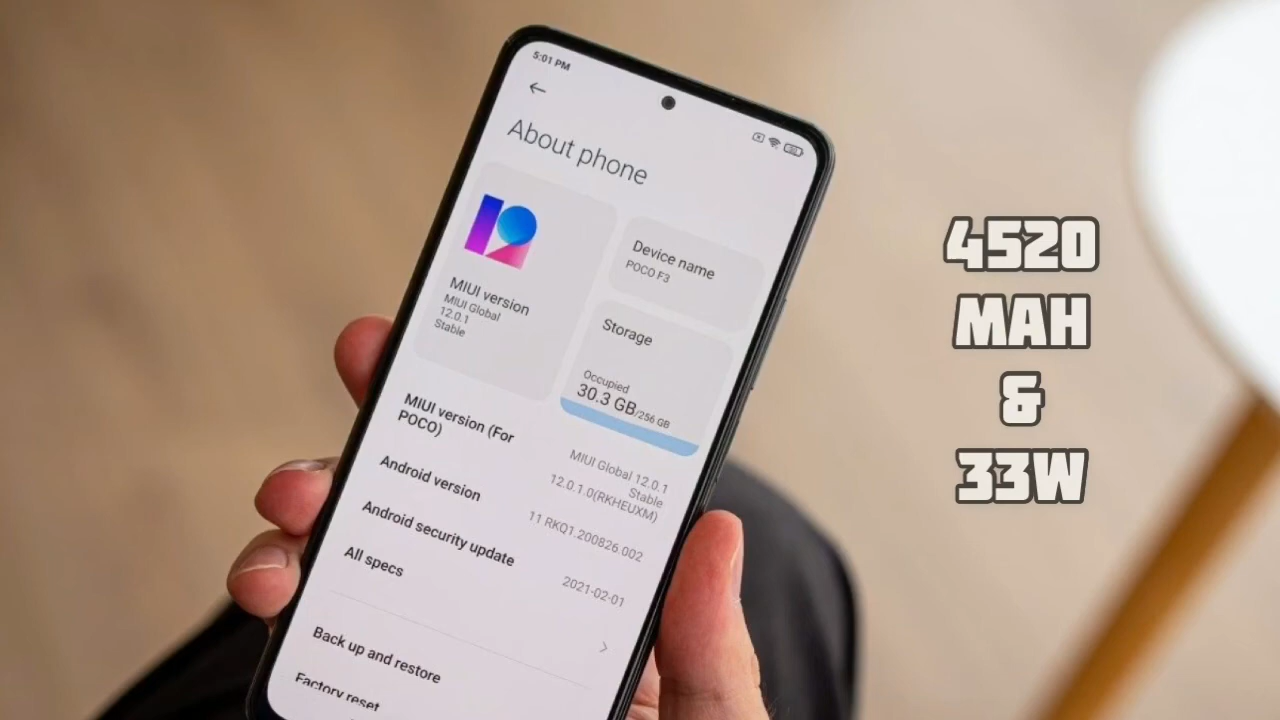 5:01 PM
About phone
MIUI version
MIUI Global
12.0.1
Stable
Device name
POCO F3
Storage
Occupied
30.3 GB/256 GB
MIUI version (For
POCO)
MIUI Global 12.0.1
Stable
12.0.1.0(RKHEUXM)
Android version
11 RKQ1.200826.002
Android security update
2021-02-01
All specs
Back up and restore
Factory reset
4520
MAH
&
33W